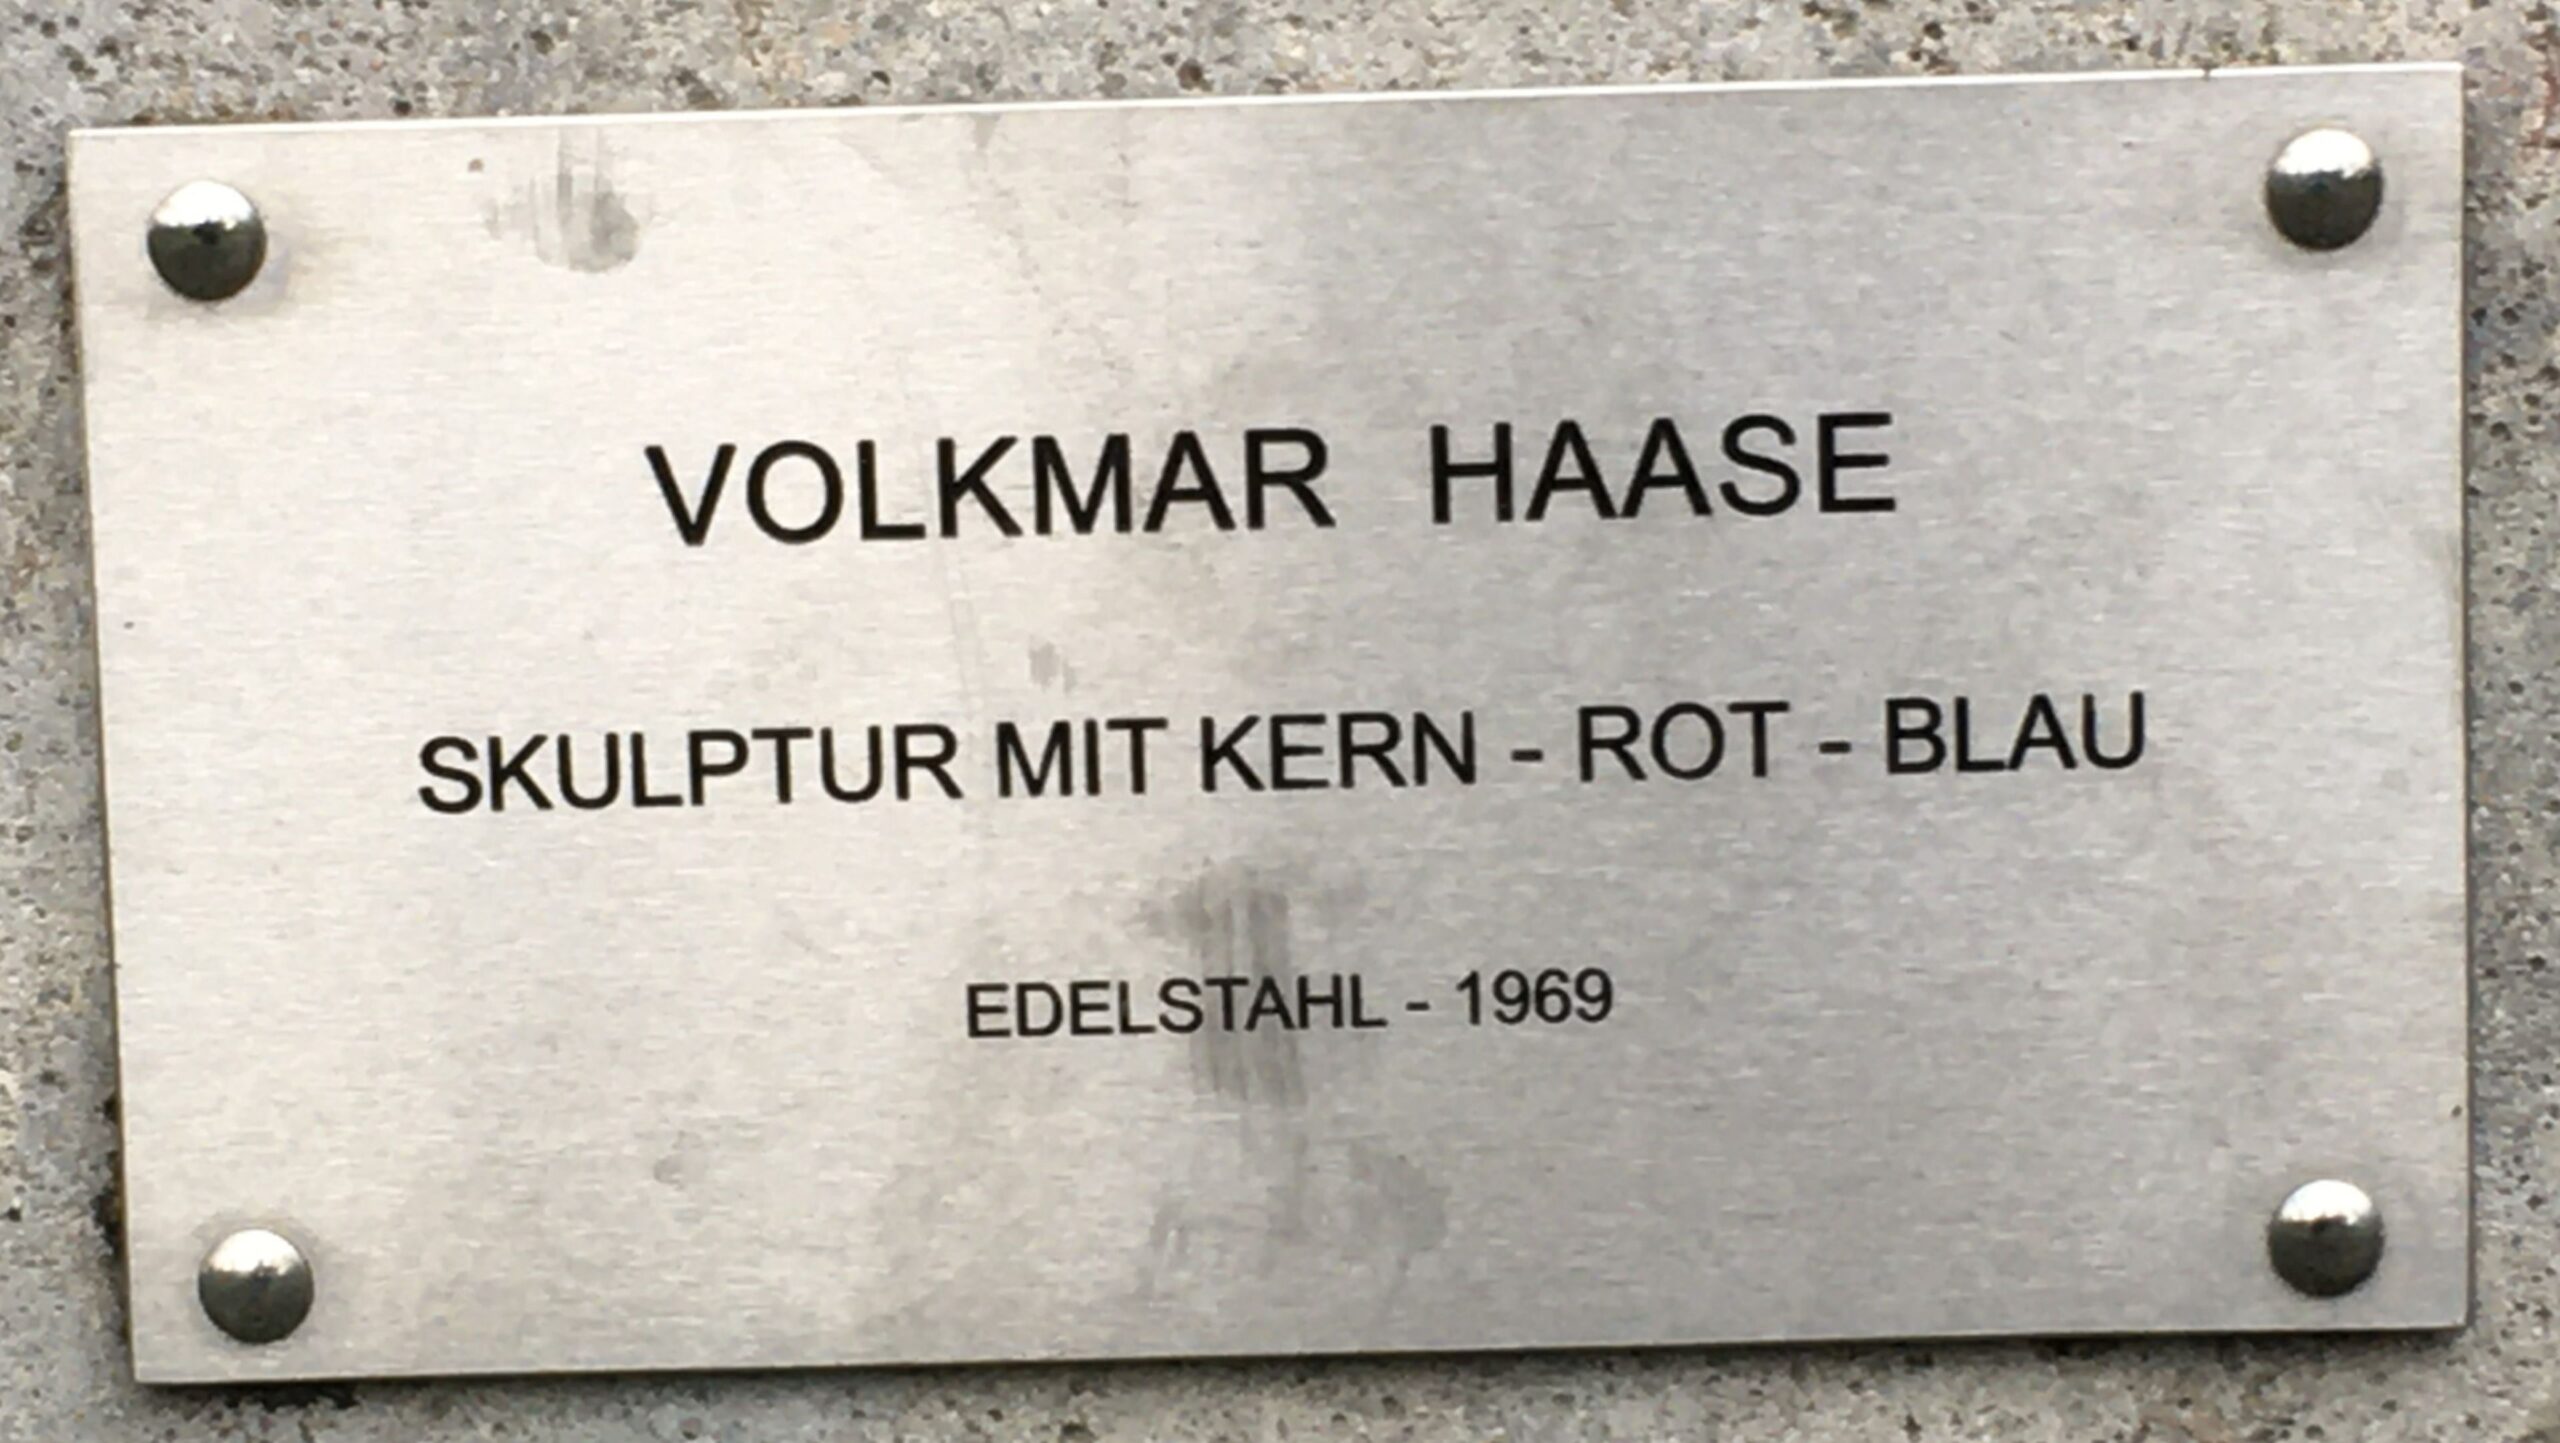 VOLKMAR HAASE
SKULPTUR MIT KERN - ROT - BLAU
EDELSTAHL - 1969